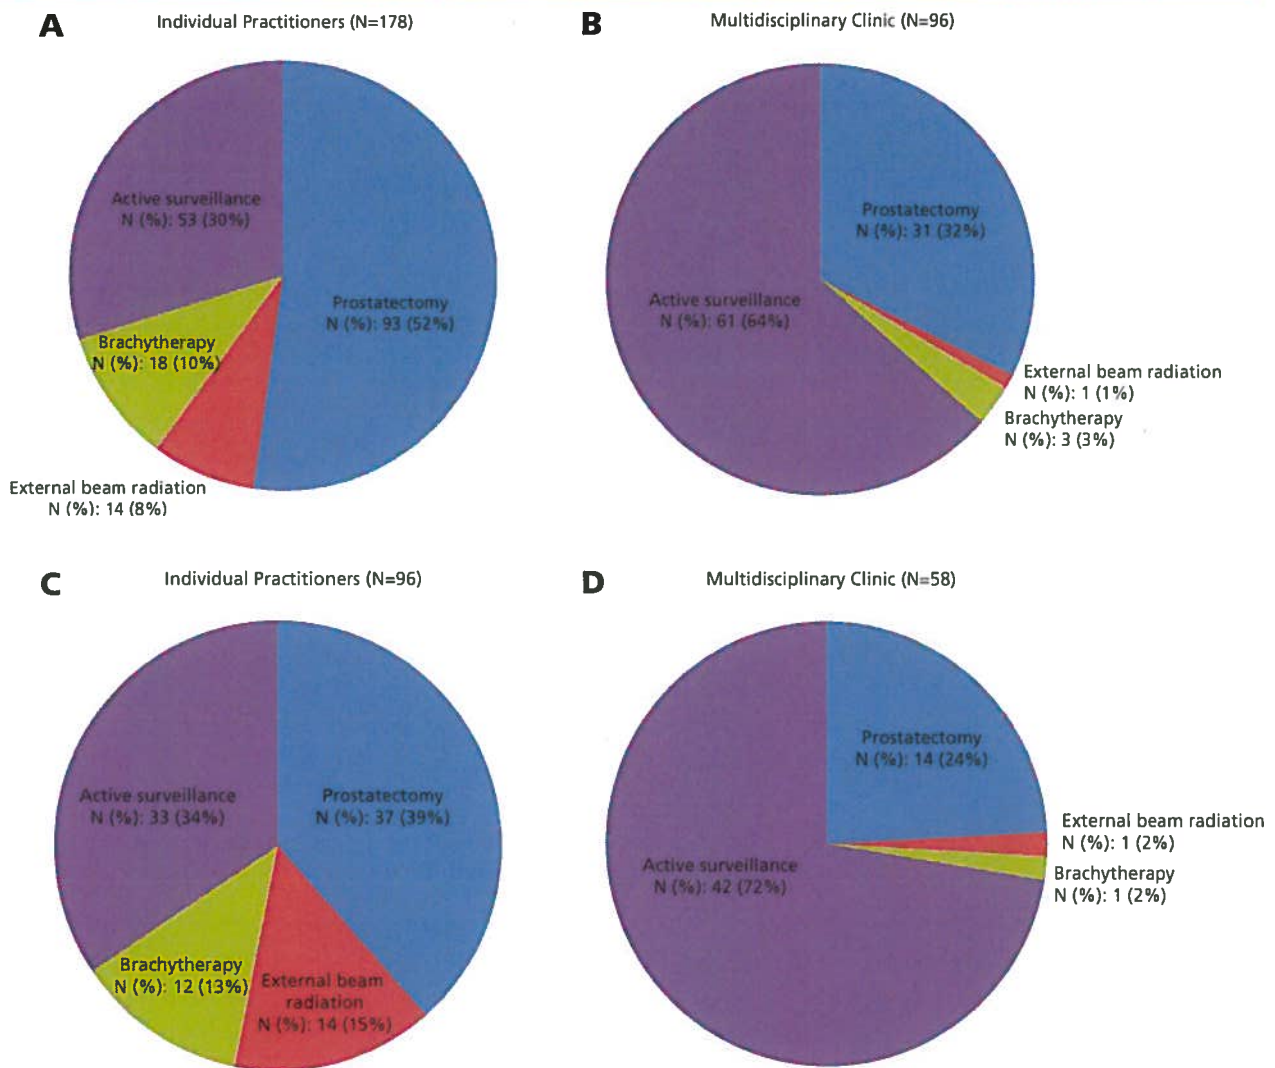 A
Individual Practitioners (N=178)
Active surveillance
N (%): 53 (30%)
Prostatectomy
N (%): 93 (52%)
Brachytherapy
N (%): 18 (10%)
External beam radiation
N (%): 14 (8%)
B
Multidisciplinary Clinic (N=96)
Prostatectomy
N (%): 31 (32%)
Active surveillance
N (%): 61 (64%)
External beam radiation
N (%): 1 (1%)
Brachytherapy
N (%): 3 (3%)
C
Individual Practitioners (N=96)
Active surveillance
N (%): 33 (34%)
Prostatectomy
N (%): 37 (39%)
Brachytherapy
N (%): 12 (13%)
External beam
radiation
N (%): 14 (15%)
D
Multidisciplinary Clinic (N=58)
Prostatectomy
N (%): 14 (24%)
External beam radiation
N (%): 1 (2%)
Active surveillance
N (%): 42 (72%)
Brachytherapy
N (%): 1 (2%)